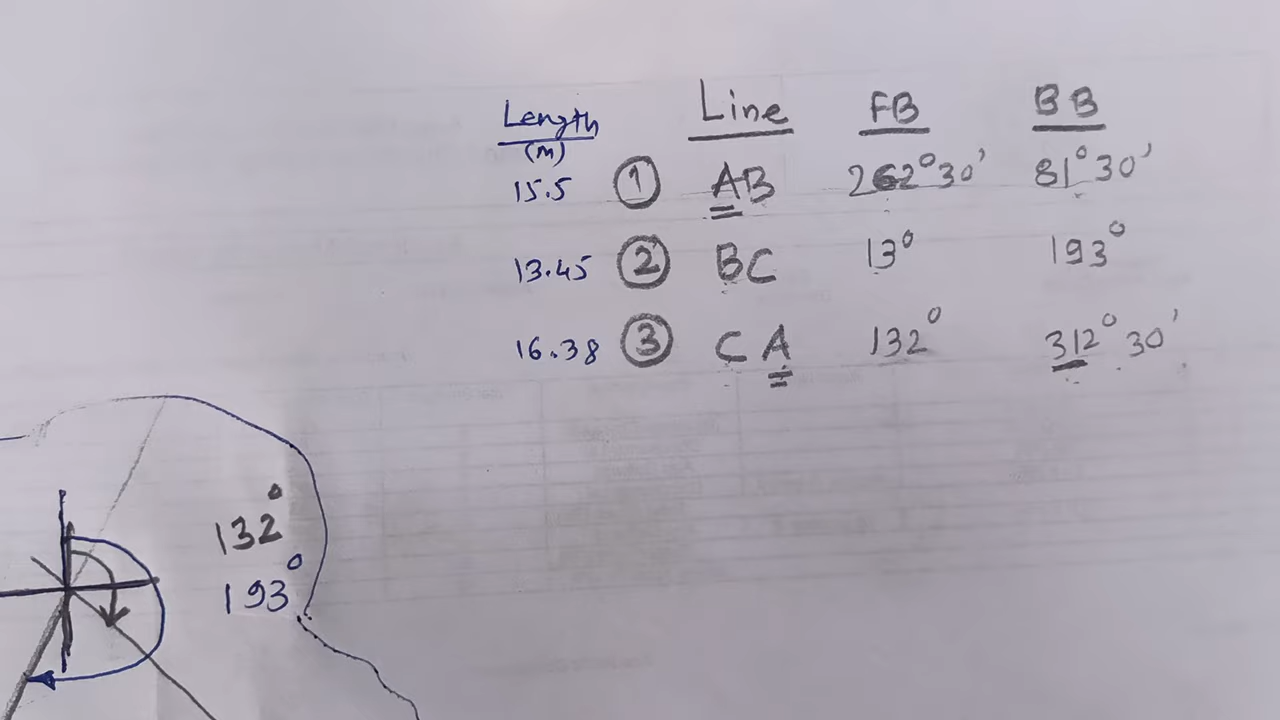 Length Line FB BB
(m)
15.5 ① AB 262°30' 81°30'
13.45 ② BC 13° 193°
16.38 ③ CA 132° 312°30'
132°
193°